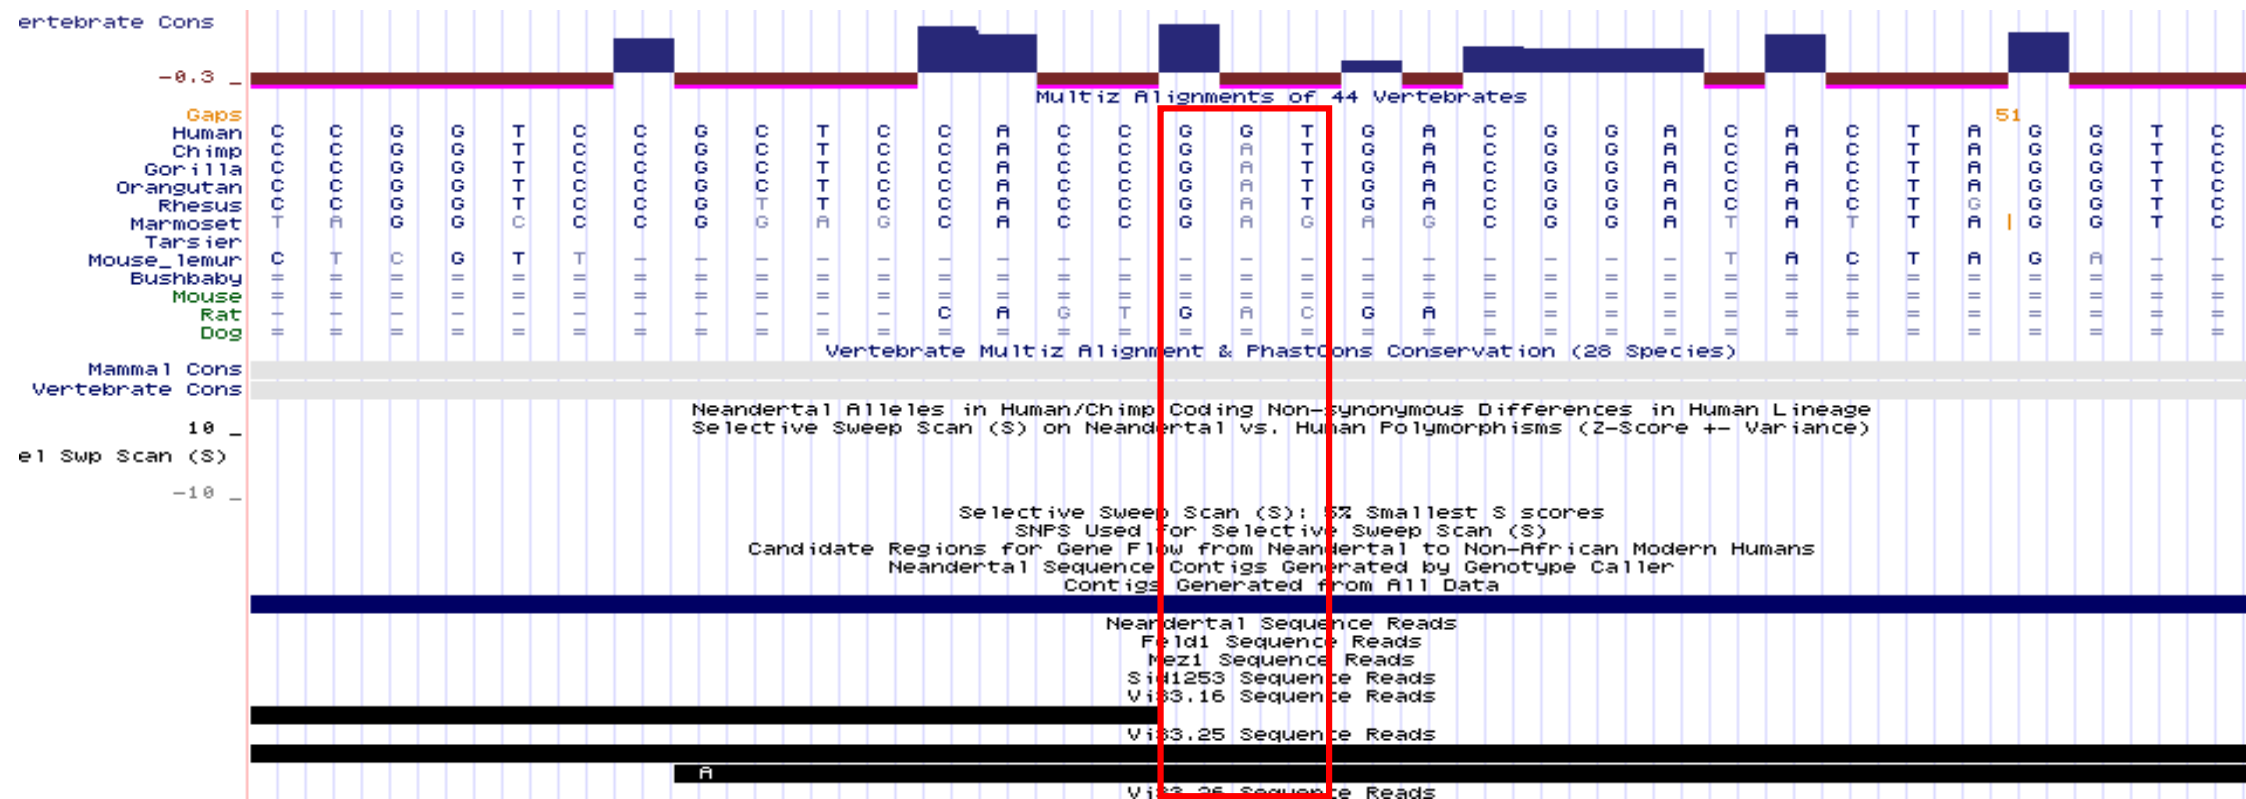 ertebrate Cons
-0.3 _
Multiz Alignments of 44 Vertebrates
Gaps 51
Human C C G G T C C G C T C C A C C G G T G A C G G A C A C T A G G T C
Chimp C C G G T C C G C T C C A C C G A T G A C G G A C A C T A G G T C
Gorilla C C G G T C C G C T C C A C C G A T G A C G G A C A C T A G G T C
Orangutan C C G G T C C G C T C C A C C G A T G A C G G A C A C T A G G T C
Rhesus C C G G T C C G T T C C A C C G A T G A C G G A C A C T G G G T C
Marmoset T A G G C C C G G A G C A C C G A G A G C G G A T A T T A | G G T C
Tarsier
Mouse_lemur C T C G T T - - - - - - - - - - - - - - - - - - T A C T A G A - -
Bushbaby = = = = = = = = = = = = = = = = = = = = = = = = = = = = = = = = =
Mouse = = = = = = = = = = = = = = = = = = = = = = = = = = = = = = = = =
Rat - - - - - - - - - - - C A G T G A C G A = = = = = = = = = = = = =
Dog = = = = = = = = = = = = = = = = = = = = = = = = = = = = = = = = =
Vertebrate Multiz Alignment & PhastCons Conservation (28 Species)
Mammal Cons
Vertebrate Cons
Neandertal Alleles in Human/Chimp Coding Non-synonymous Differences in Human Lineage
10 _
Selective Sweep Scan (S) on Neandertal vs. Human Polymorphisms (Z-Score +- Variance)
el Swp Scan (S)
-10 _
Selective Sweep Scan (S): 5% Smallest S scores
SNPS Used for Selective Sweep Scan (S)
Candidate Regions for Gene Flow from Neandertal to Non-African Modern Humans
Neandertal Sequence Contigs Generated by Genotype Caller
Contigs Generated from All Data
Neandertal Sequence Reads
Feld1 Sequence Reads
Mez1 Sequence Reads
Sid1253 Sequence Reads
Vi33.16 Sequence Reads
Vi33.25 Sequence Reads
A
Vi33.26 Sequence Reads